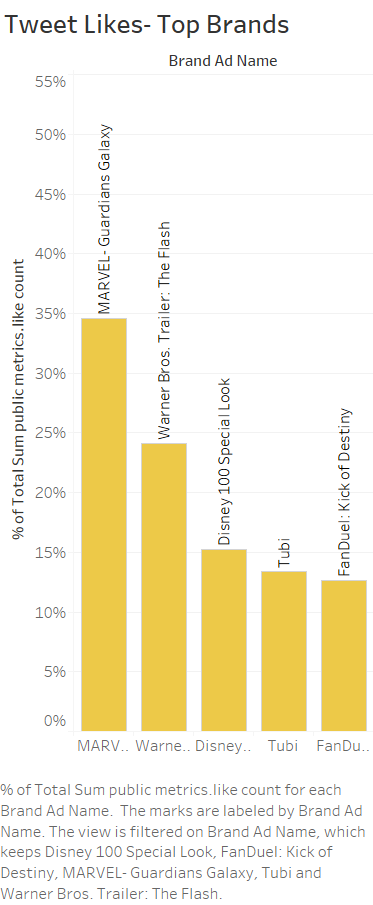 Tweet Likes- Top Brands
Brand Ad Name
% of Total Sum public metrics.like count
55%
50%
45%
40%
35%
30%
25%
20%
15%
10%
5%
0%
MARVEL- Guardians Galaxy
Warner Bros. Trailer: The Flash
Disney 100 Special Look
Tubi
FanDuel: Kick of Destiny
MARV..
Warne..
Disney..
Tubi
FanDu..
% of Total Sum public metrics.like count for each
Brand Ad Name.  The marks are labeled by Brand Ad
Name. The view is filtered on Brand Ad Name, which
keeps Disney 100 Special Look, FanDuel: Kick of
Destiny, MARVEL- Guardians Galaxy, Tubi and
Warner Bros. Trailer: The Flash.